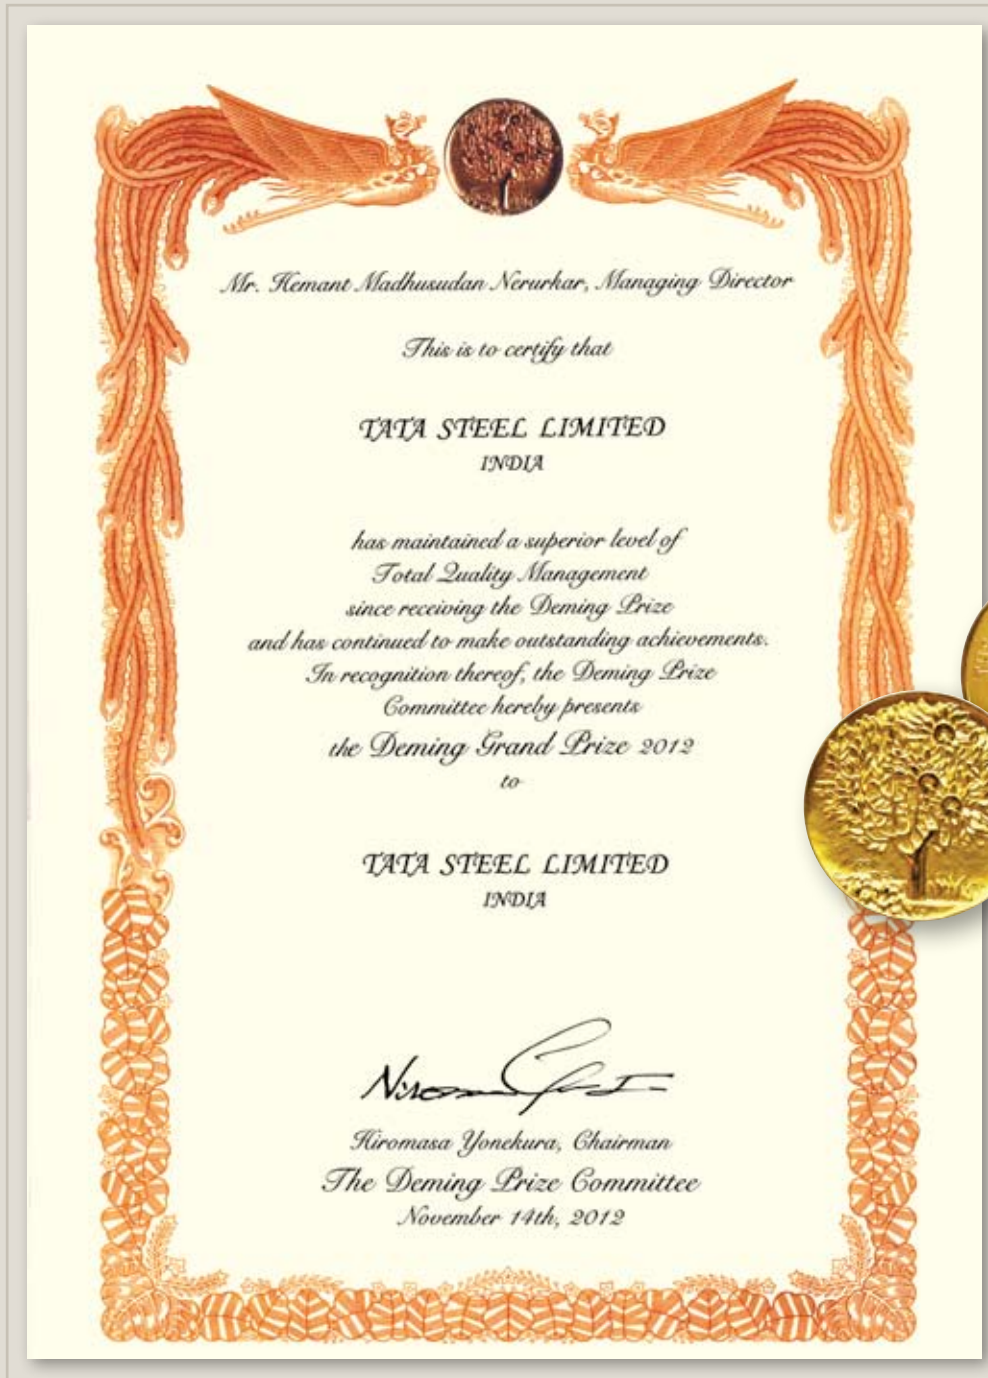 Mr. Hemant Madhusudan Nerurkar, Managing Director
This is to certify that
TATA STEEL LIMITED
INDIA
has maintained a superior level of
Total Quality Management
since receiving the Deming Prize
and has continued to make outstanding achievements.
In recognition thereof, the Deming Prize
Committee hereby presents
the Deming Grand Prize 2012
to
TATA STEEL LIMITED
INDIA
Hiromasa Yonekura, Chairman
The Deming Prize Committee
November 14th, 2012